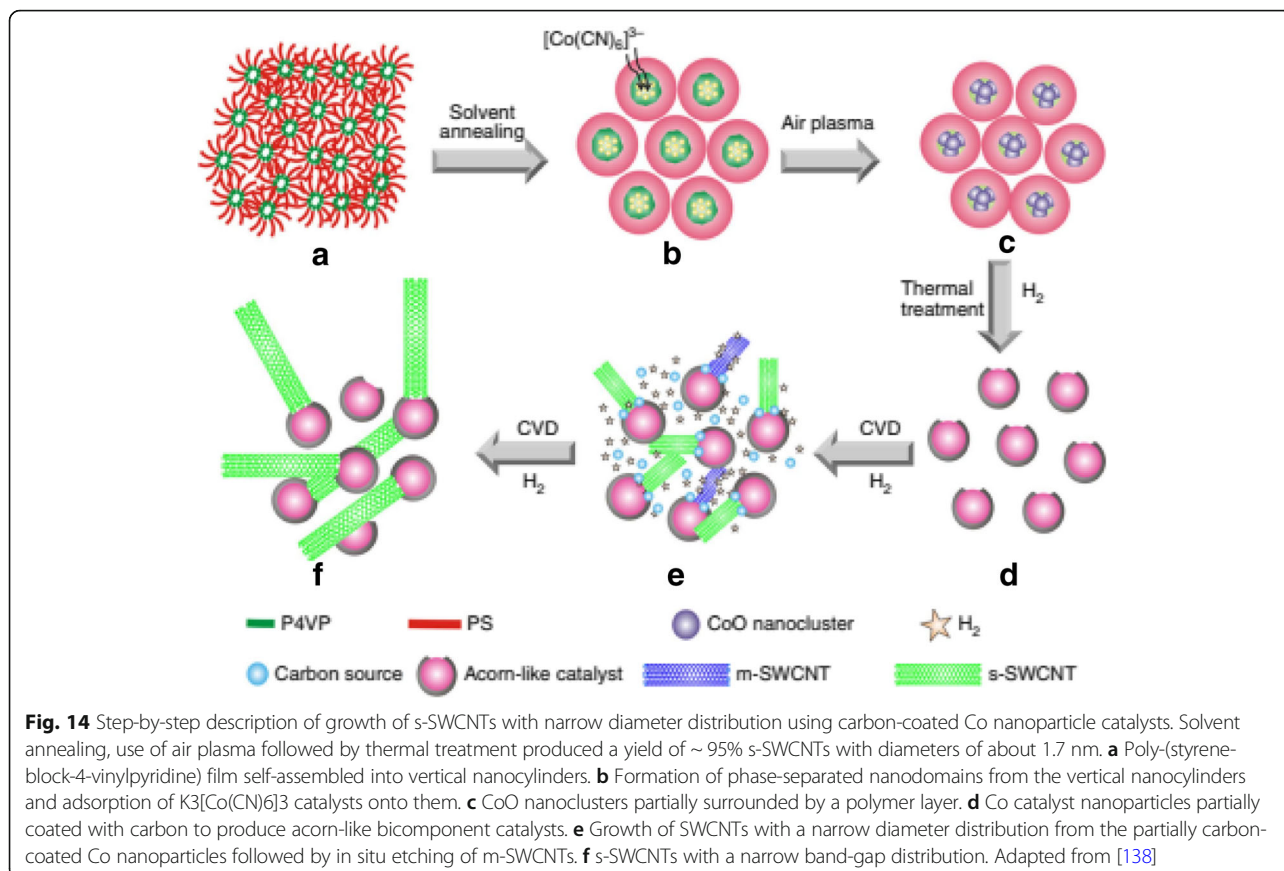 [Co(CN)₆]³⁻
Solvent
annealing
Air plasma
a
b
c
Thermal
treatment
H₂
CVD
H₂
CVD
H₂
f
e
d
P4VP
PS
CoO nanocluster
H₂
Carbon source
Acorn-like catalyst
m-SWCNT
s-SWCNT
Fig. 14 Step-by-step description of growth of s-SWCNTs with narrow diameter distribution using carbon-coated Co nanoparticle catalysts. Solvent
annealing, use of air plasma followed by thermal treatment produced a yield of ~ 95% s-SWCNTs with diameters of about 1.7 nm. a Poly-(styrene-
block-4-vinylpyridine) film self-assembled into vertical nanocylinders. b Formation of phase-separated nanodomains from the vertical nanocylinders
and adsorption of K3[Co(CN)6]3 catalysts onto them. c CoO nanoclusters partially surrounded by a polymer layer. d Co catalyst nanoparticles partially
coated with carbon to produce acorn-like bicomponent catalysts. e Growth of SWCNTs with a narrow diameter distribution from the partially carbon-
coated Co nanoparticles followed by in situ etching of m-SWCNTs. f s-SWCNTs with a narrow band-gap distribution. Adapted from [138]